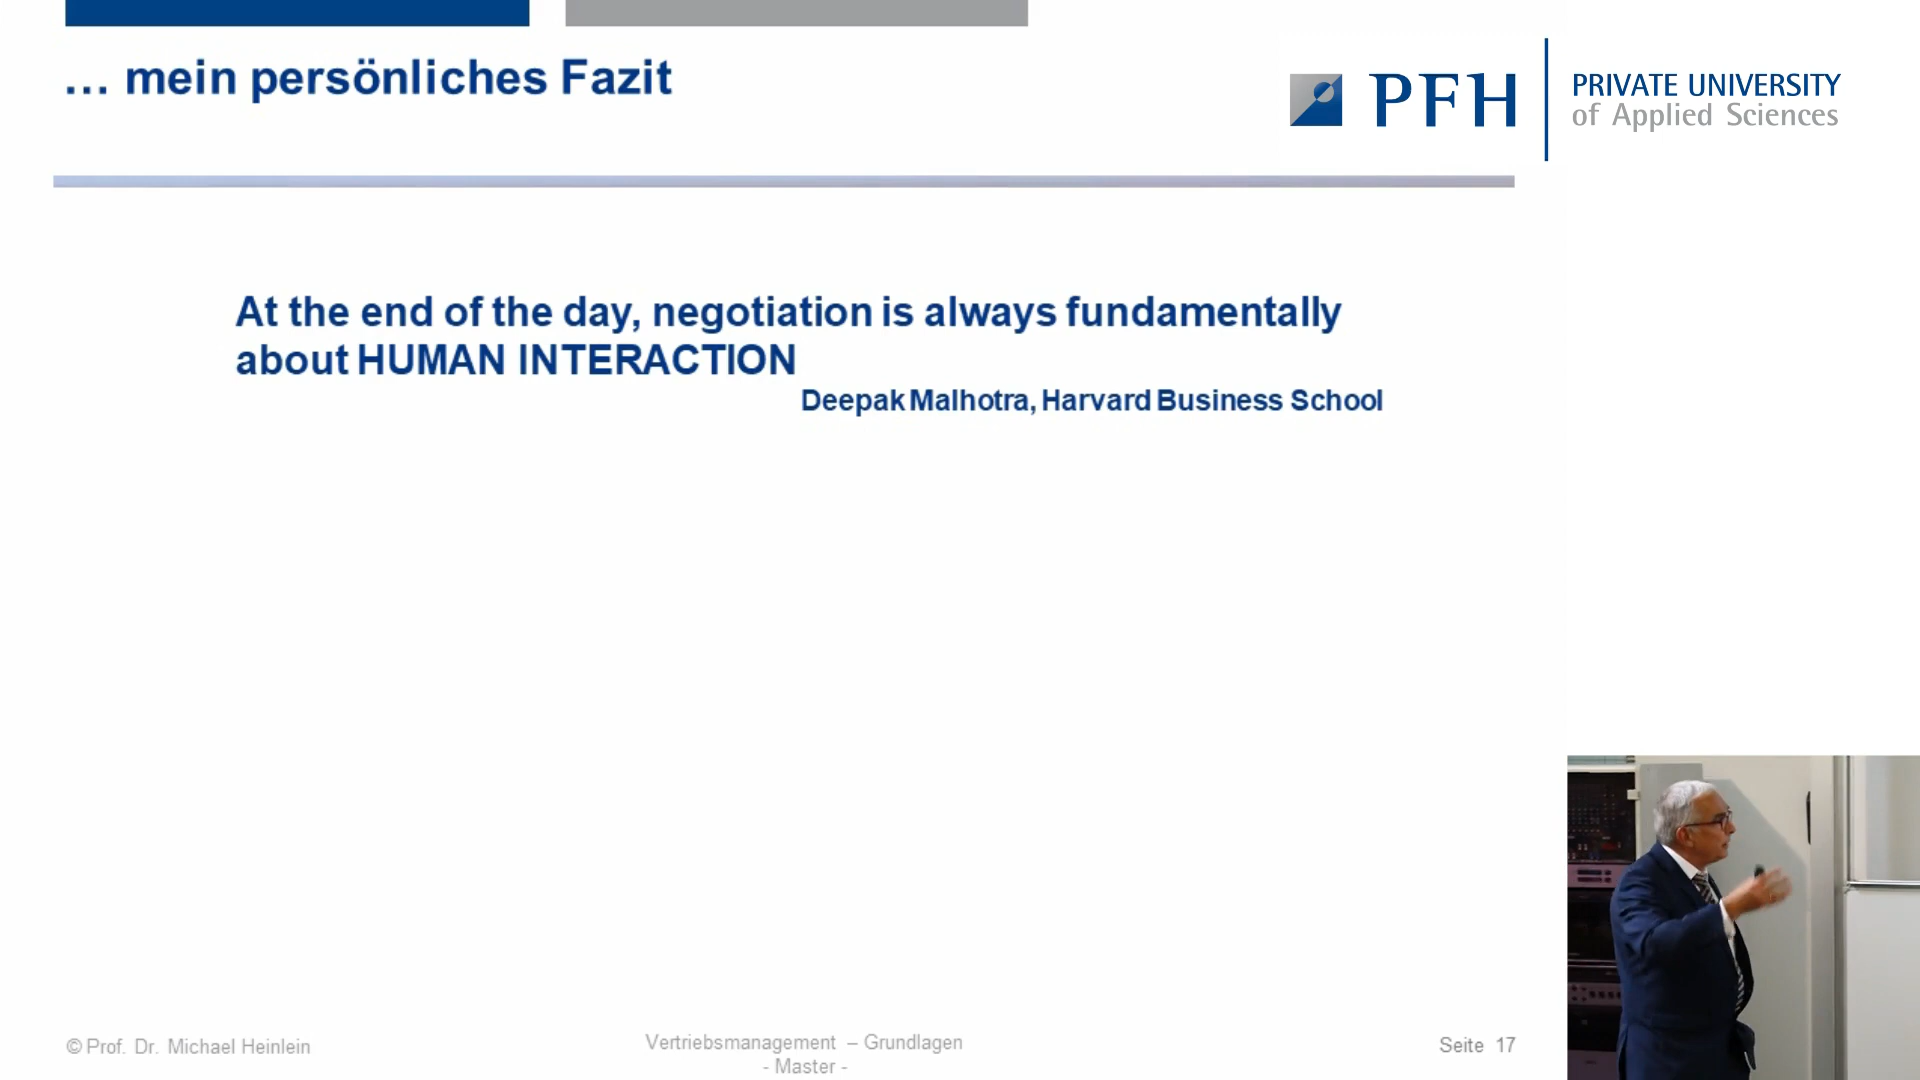 … mein persönliches Fazit
PFH
PRIVATE UNIVERSITY
of Applied Sciences
At the end of the day, negotiation is always fundamentally
about HUMAN INTERACTION
Deepak Malhotra, Harvard Business School
© Prof. Dr. Michael Heinlein
Vertriebsmanagement – Grundlagen
- Master -
Seite 17